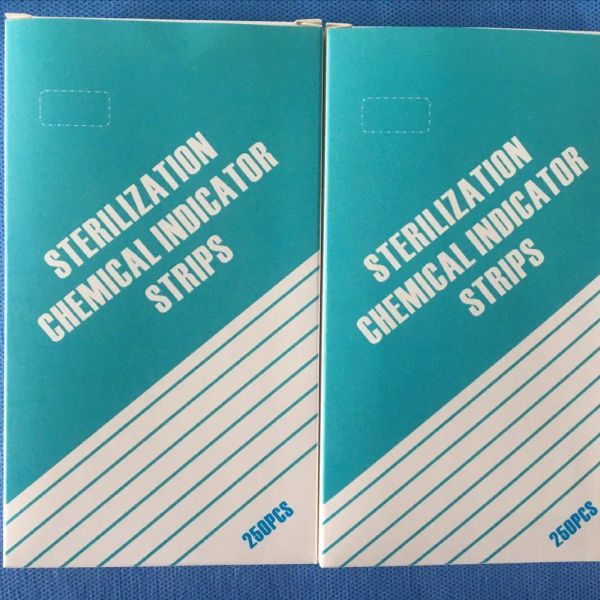 STERILIZATION
CHEMICAL INDICATOR
STRIPS
250PCS
STERILIZATION
CHEMICAL INDICATOR
STRIPS
250PCS